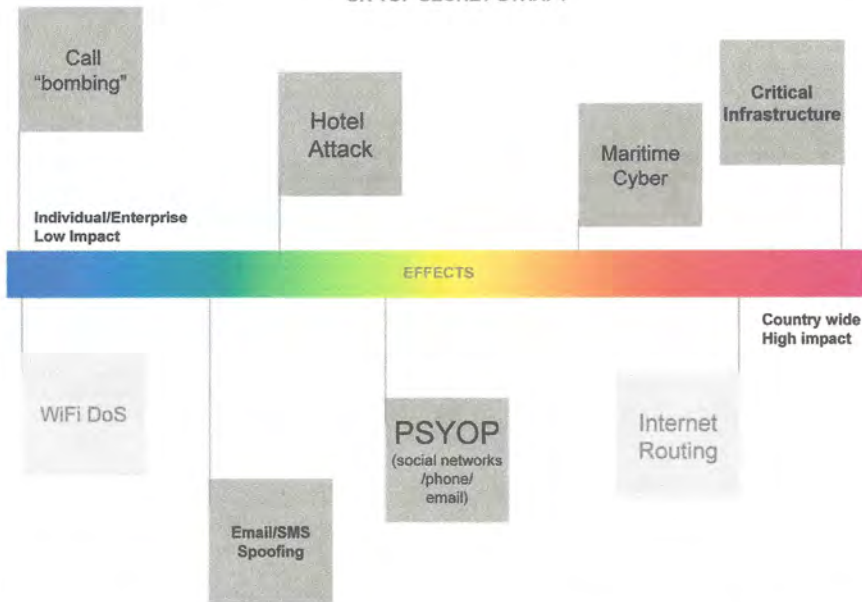 Call
"bombing"
Hotel
Attack
Maritime
Cyber
Critical
Infrastructure
Individual/Enterprise
Low Impact
EFFECTS
Country wide
High impact
WiFi DoS
Email/SMS
Spoofing
PSYOP
(social networks
/phone/
email)
Internet
Routing